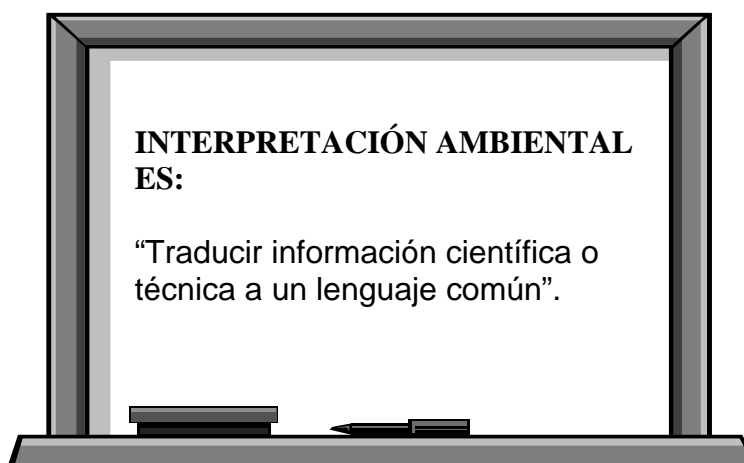 INTERPRETACIÓN AMBIENTAL
ES:
“Traducir información científica o
técnica a un lenguaje común”.